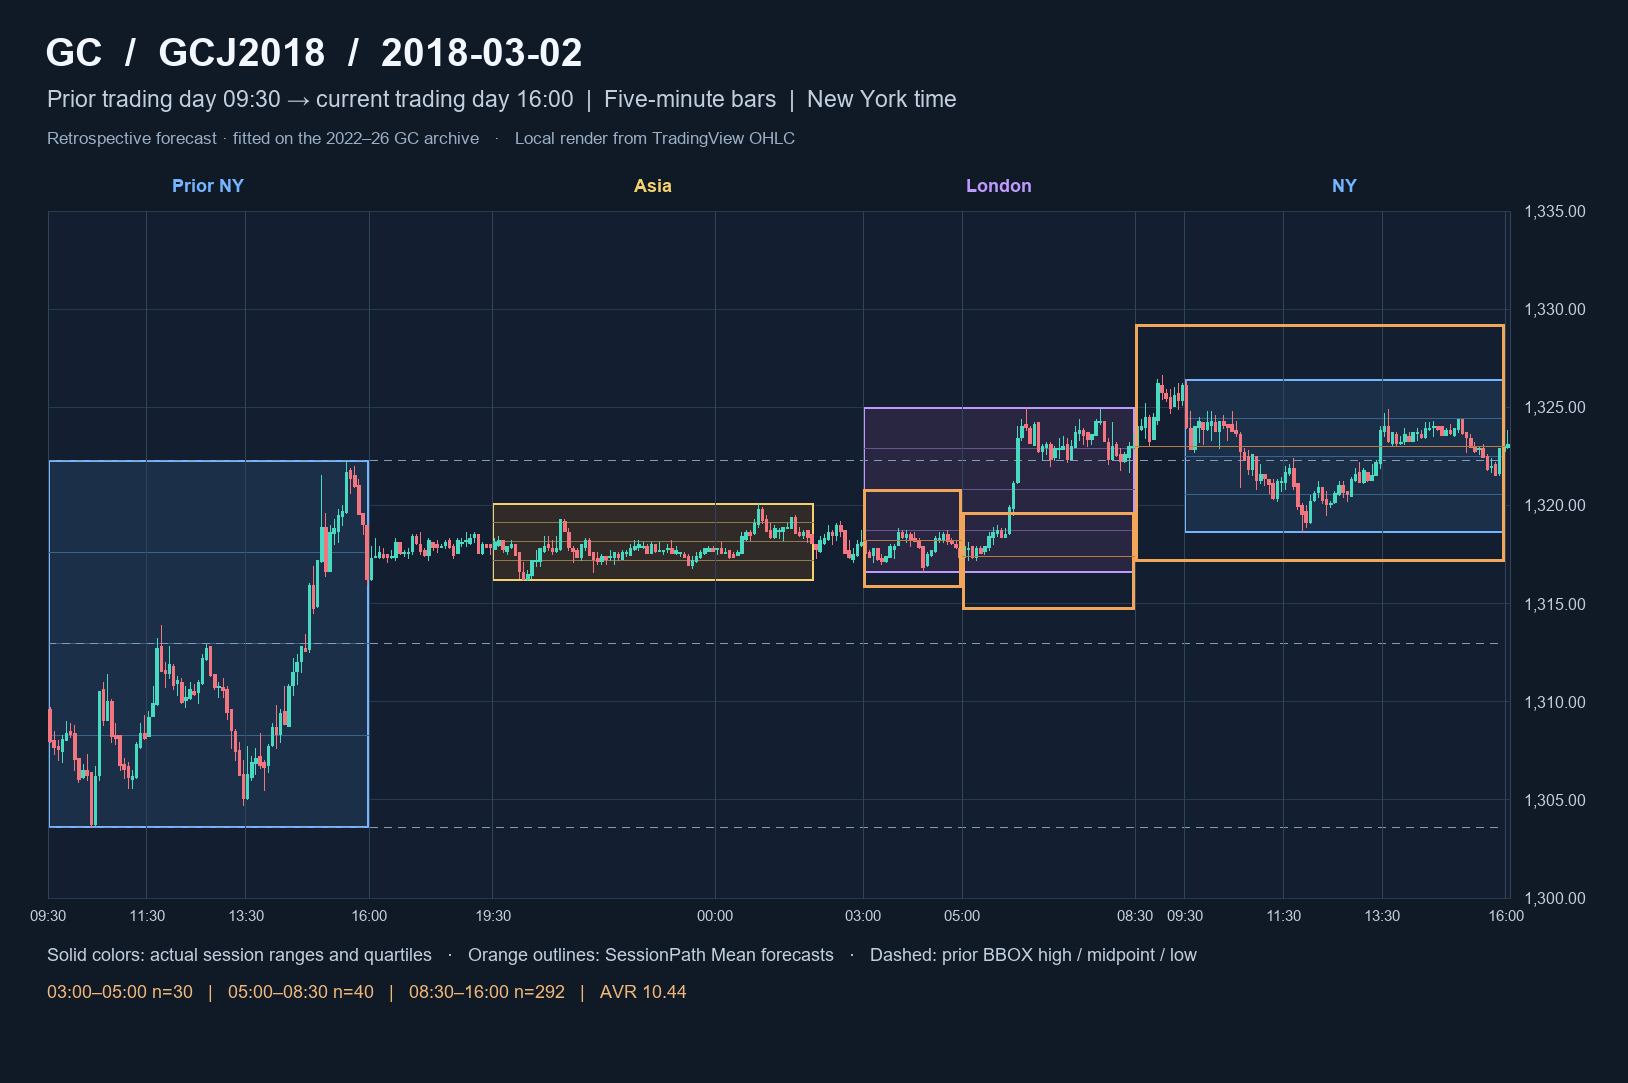 GC / GCJ2018 / 2018-03-02
Prior trading day 09:30 → current trading day 16:00 | Five-minute bars | New York time
Retrospective forecast · fitted on the 2022–26 GC archive · Local render from TradingView OHLC
Prior NY Asia London NY
1,335.00
1,330.00
1,325.00
1,320.00
1,315.00
1,310.00
1,305.00
1,300.00
09:30 11:30 13:30 16:00 19:30 00:00 03:00 05:00 08:30 09:30 11:30 13:30 16:00
Solid colors: actual session ranges and quartiles · Orange outlines: SessionPath Mean forecasts · Dashed: prior BBOX high / midpoint / low
03:00–05:00 n=30 | 05:00–08:30 n=40 | 08:30–16:00 n=292 | AVR 10.44